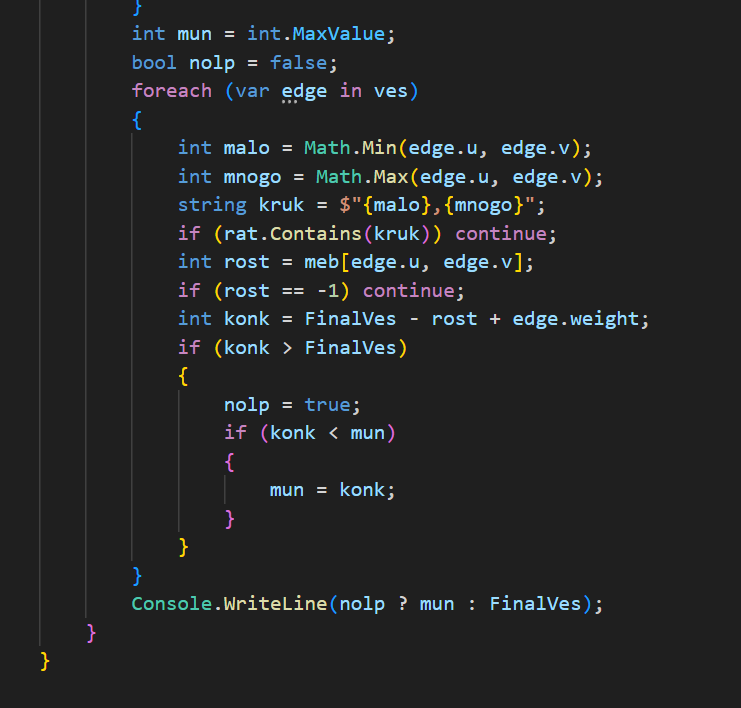 }
int mun = int.MaxValue;
bool nolp = false;
foreach (var edge in ves)
{
int malo = Math.Min(edge.u, edge.v);
int mnogo = Math.Max(edge.u, edge.v);
string kruk = $"{malo},{mnogo}";
if (rat.Contains(kruk)) continue;
int rost = meb[edge.u, edge.v];
if (rost == -1) continue;
int konk = FinalVes - rost + edge.weight;
if (konk > FinalVes)
{
nolp = true;
if (konk < mun)
{
mun = konk;
}
}
}
Console.WriteLine(nolp ? mun : FinalVes);
}
}